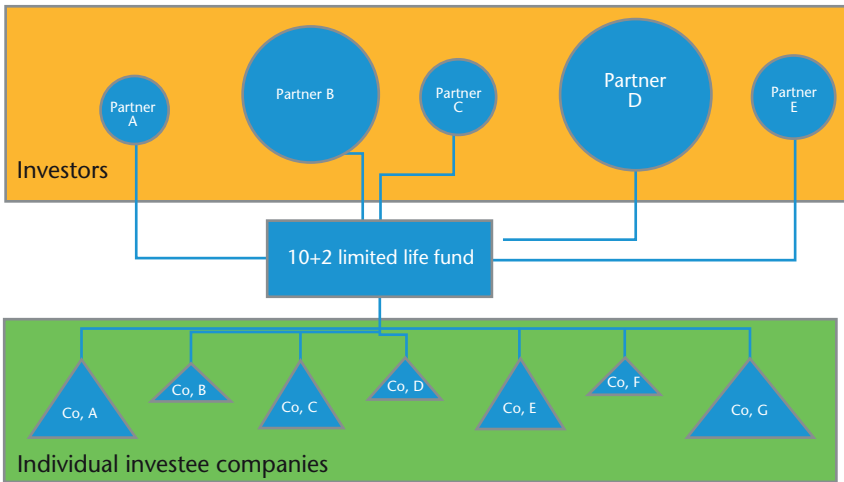 Partner
A
Partner B
Partner
C
Partner
D
Partner
E
Investors
10+2 limited life fund
Co, A
Co, B
Co, C
Co, D
Co, E
Co, F
Co, G
Individual investee companies